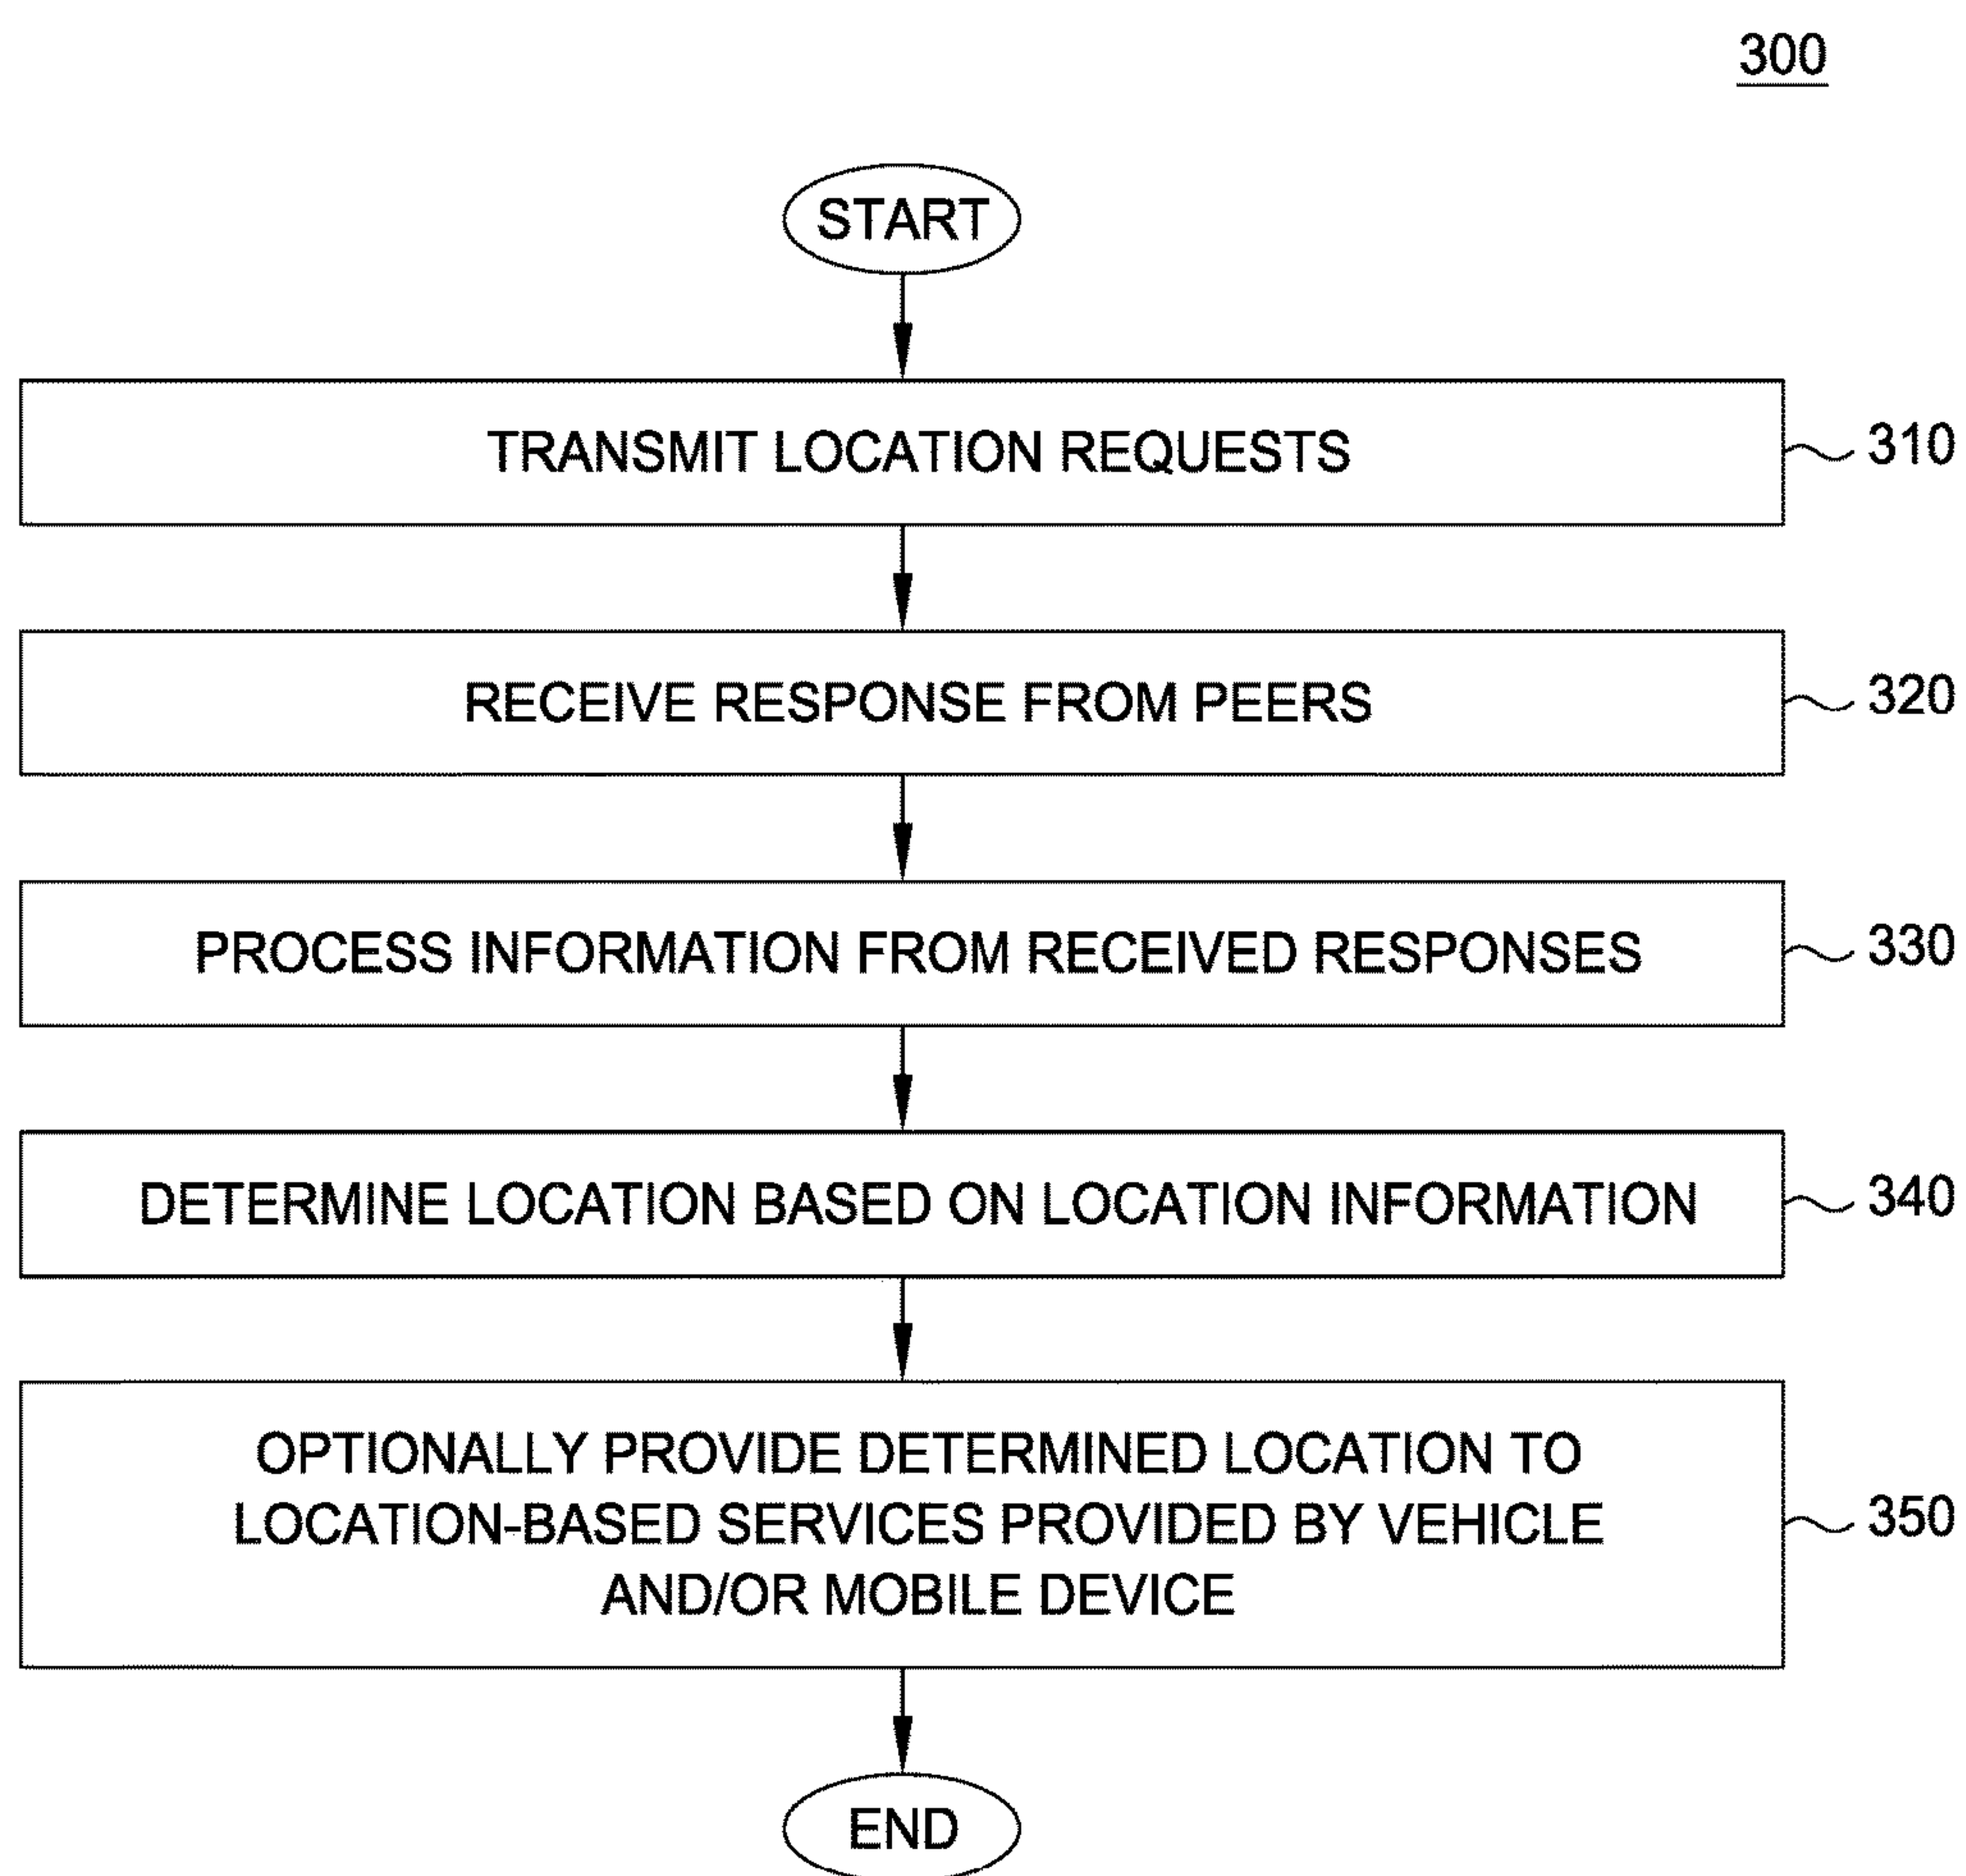 300
START
TRANSMIT LOCATION REQUESTS
310
RECEIVE RESPONSE FROM PEERS
320
PROCESS INFORMATION FROM RECEIVED RESPONSES
330
DETERMINE LOCATION BASED ON LOCATION INFORMATION
340
OPTIONALLY PROVIDE DETERMINED LOCATION TO
LOCATION-BASED SERVICES PROVIDED BY VEHICLE
AND/OR MOBILE DEVICE
350
END